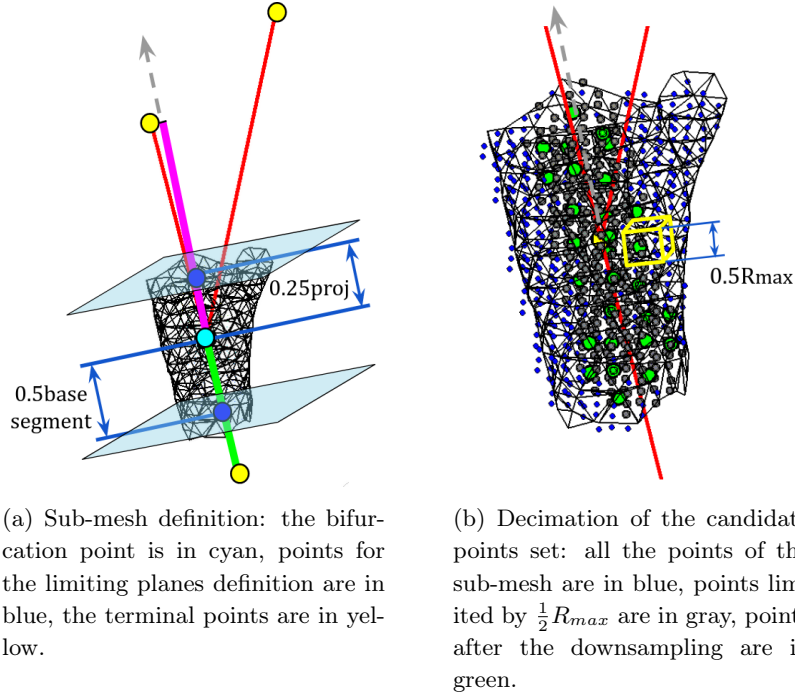 0.25proj
0.5base
segment
0.5Rmax
(a) Sub-mesh definition: the bifur-
cation point is in cyan, points for
the limiting planes definition are in
blue, the terminal points are in yel-
low.
(b) Decimation of the candidat
points set: all the points of th
sub-mesh are in blue, points lim
ited by ½R_max are in gray, point
after the downsampling are i
green.